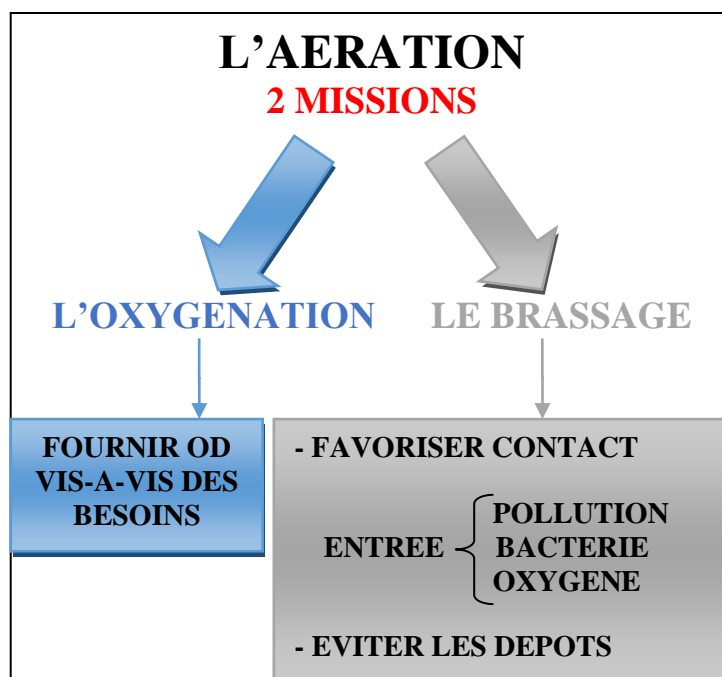 L'AERATION
2 MISSIONS
L'OXYGENATION
LE BRASSAGE
FOURNIR OD
VIS-A-VIS DES
BESOINS
- FAVORISER CONTACT
POLLUTION
ENTREE BACTERIE
OXYGENE
- EVITER LES DEPOTS